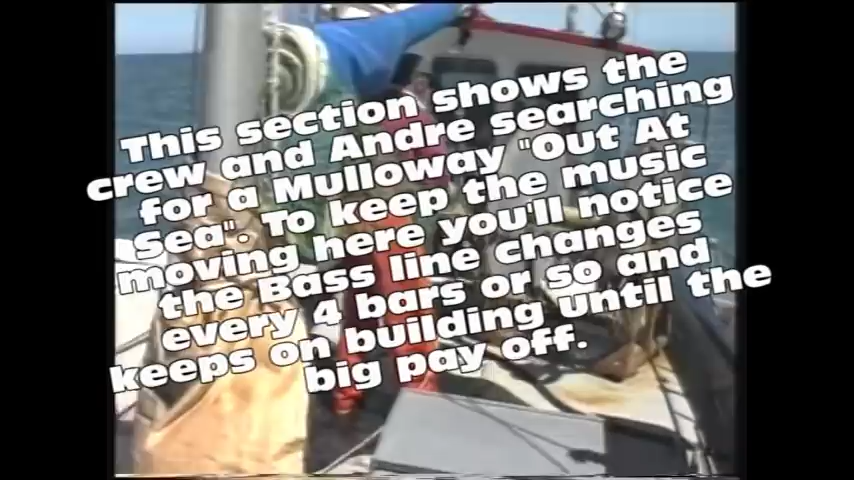 This section shows the
crew and Andre searching
for a Mulloway "Out At
Sea". To keep the music
moving here you'll notice
the Bass line changes
every 4 bars or so and
keeps on building until the
big pay off.